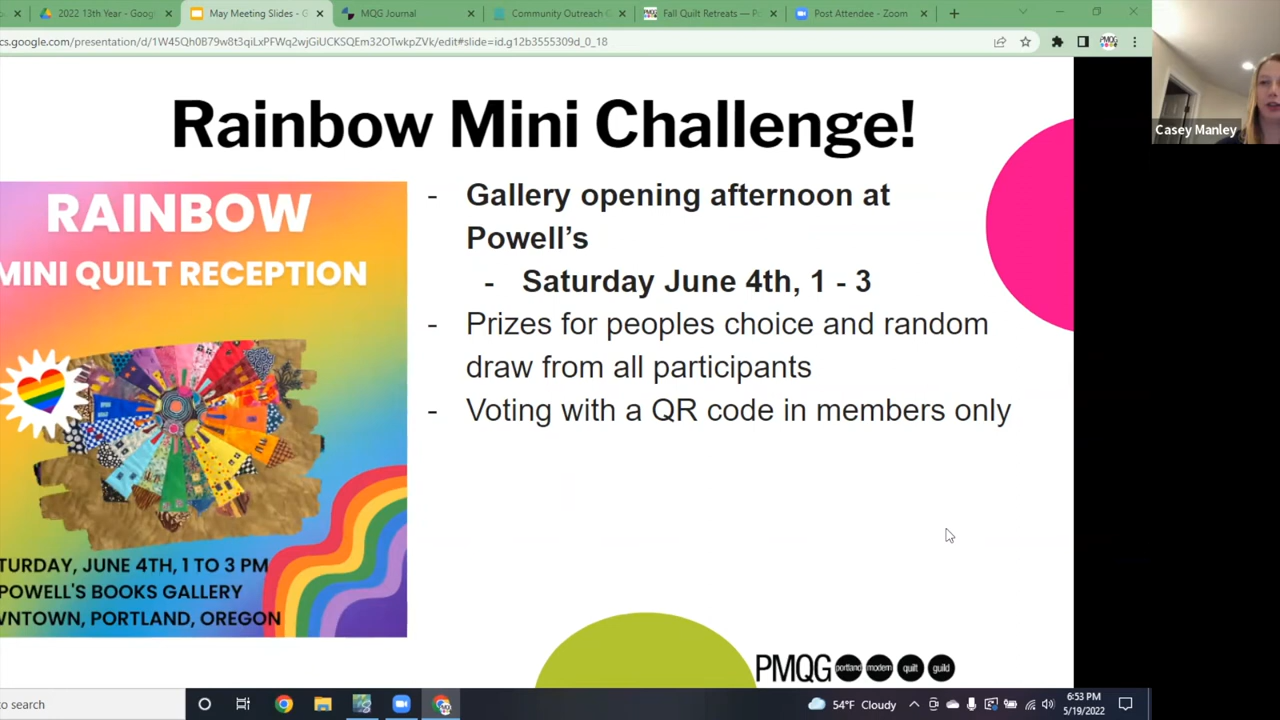 2022 13th Year - Googl
May Meeting Slides - G
MQG Journal
Community Outreach G
Fall Quilt Retreats — P
Post Attendee - Zoom
cs.google.com/presentation/d/1W45Qh0B79w8t3qiLxPFWq2wjGiUCKSQEm32OTwkpZVk/edit#slide=id.g12b3555309d_0_18
Casey Manley
Rainbow Mini Challenge!
RAINBOW
MINI QUILT RECEPTION
TURDAY, JUNE 4TH, 1 TO 3 PM
POWELL'S BOOKS GALLERY
WNTOWN, PORTLAND, OREGON
- Gallery opening afternoon at
Powell's
- Saturday June 4th, 1 - 3
- Prizes for peoples choice and random
draw from all participants
- Voting with a QR code in members only
PMQG portland modern quilt guild
to search
54°F Cloudy
6:53 PM
5/19/2022